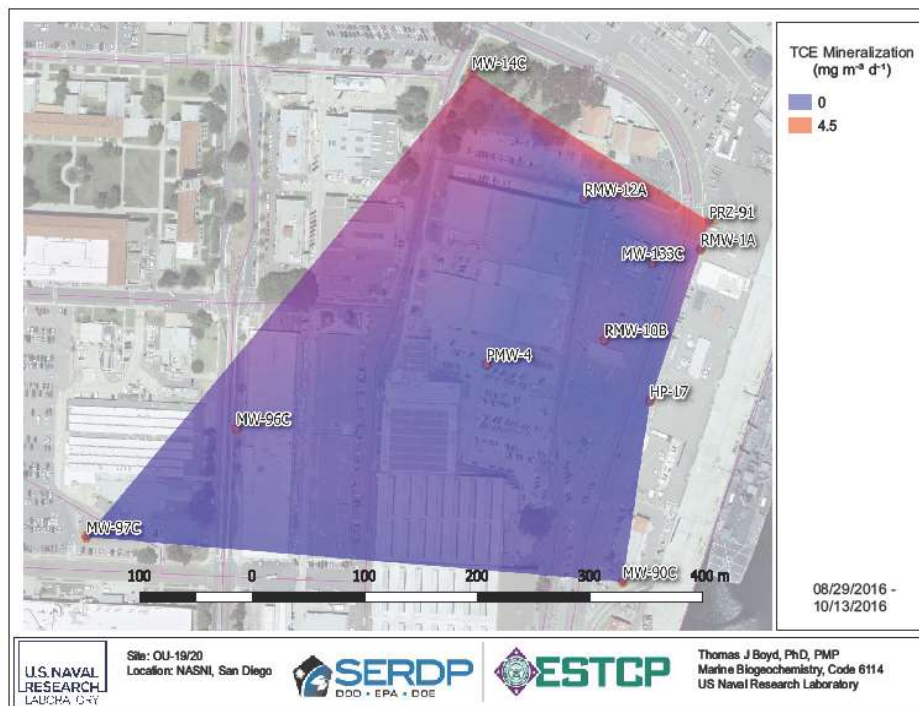 TCE Mineralization
(mg m⁻³ d⁻¹)
0
4.5
MW-14C
RMW-12A
PRZ-91
RMW-1A
MW-133C
RMW-10B
PMW-4
HP-17
MW-96C
MW-97C
MW-90C
100 0 100 200 300 400 m
08/29/2016 -
10/13/2016
U.S. NAVAL
RESEARCH
LABORATORY
Site: OU-19/20
Location: NASNI, San Diego
SERDP
DOD • EPA • DOE
ESTCP
Thomas J Boyd, PhD, PMP
Marine Biogeochemistry, Code 6114
US Naval Research Laboratory